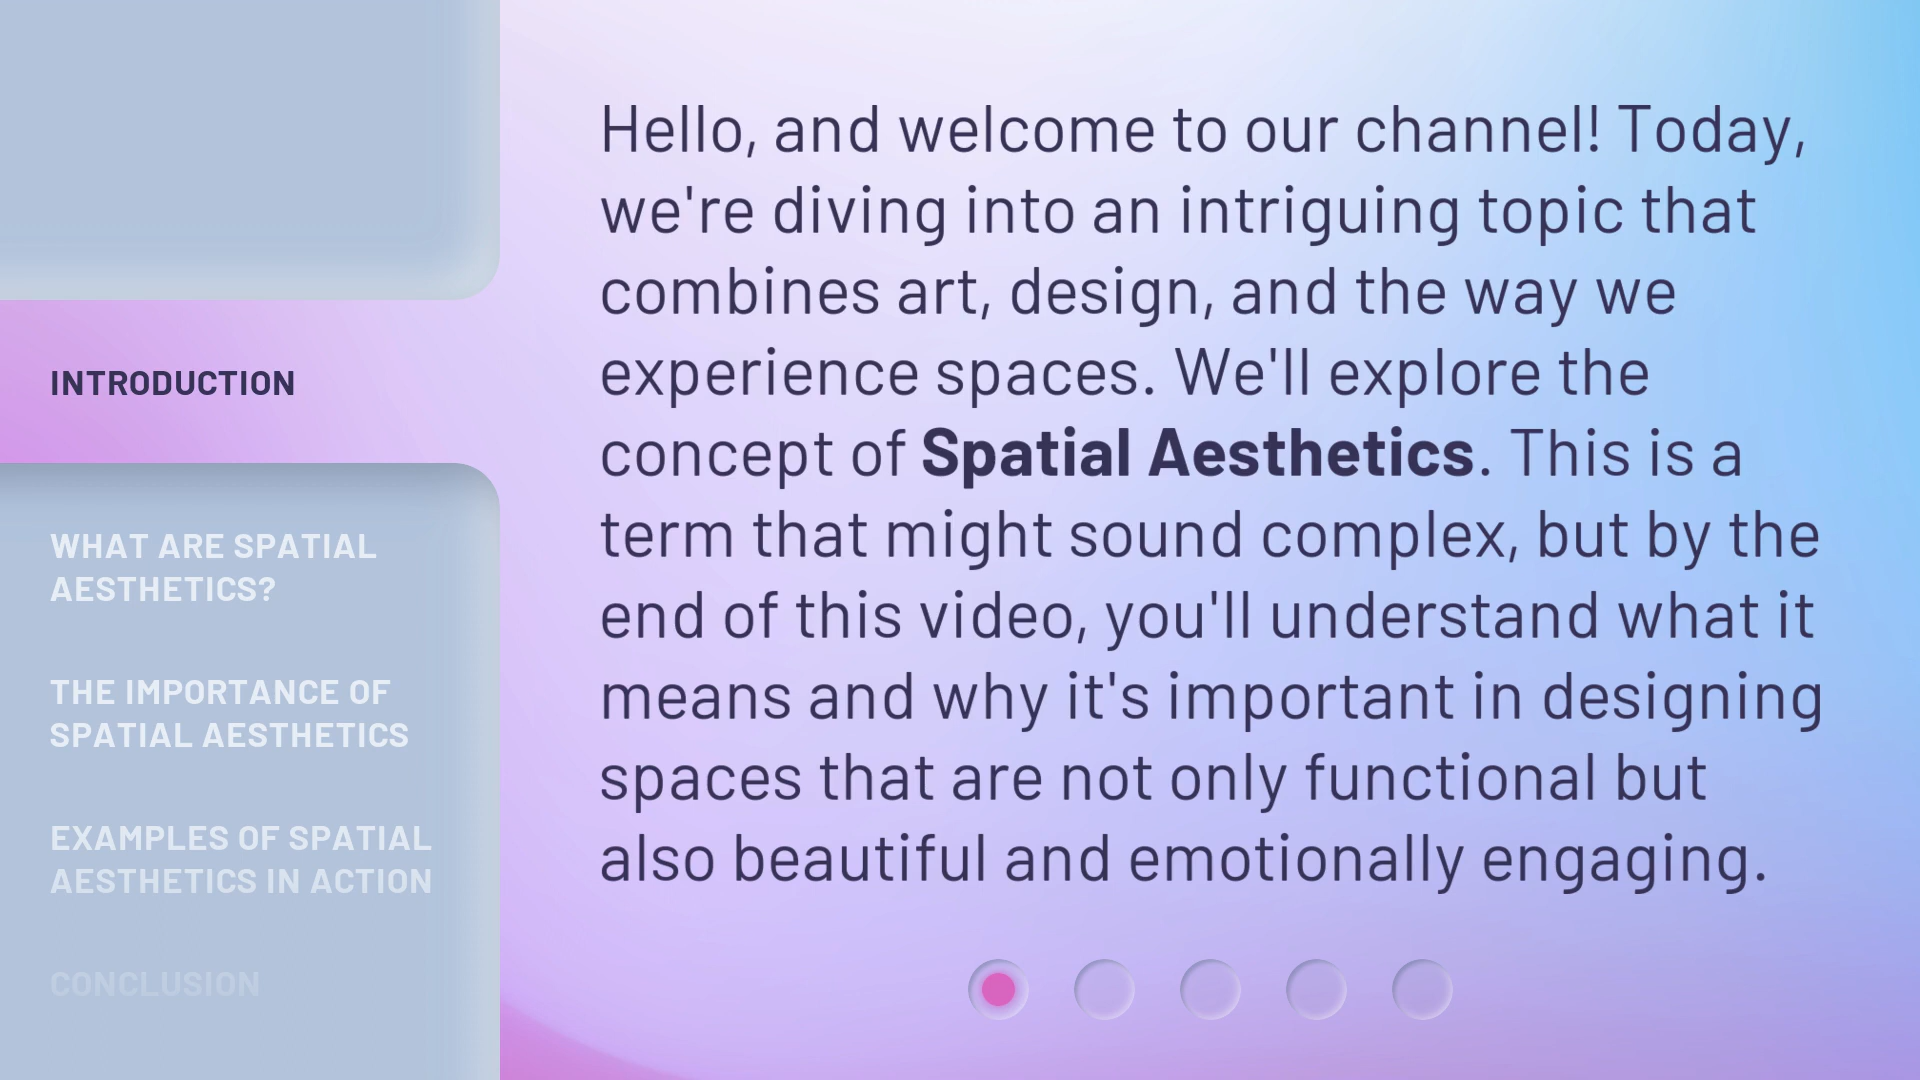 INTRODUCTION
WHAT ARE SPATIAL
AESTHETICS?
THE IMPORTANCE OF
SPATIAL AESTHETICS
EXAMPLES OF SPATIAL
AESTHETICS IN ACTION
CONCLUSION
Hello, and welcome to our channel! Today,
we're diving into an intriguing topic that
combines art, design, and the way we
experience spaces. We'll explore the
concept of Spatial Aesthetics. This is a
term that might sound complex, but by the
end of this video, you'll understand what it
means and why it's important in designing
spaces that are not only functional but
also beautiful and emotionally engaging.